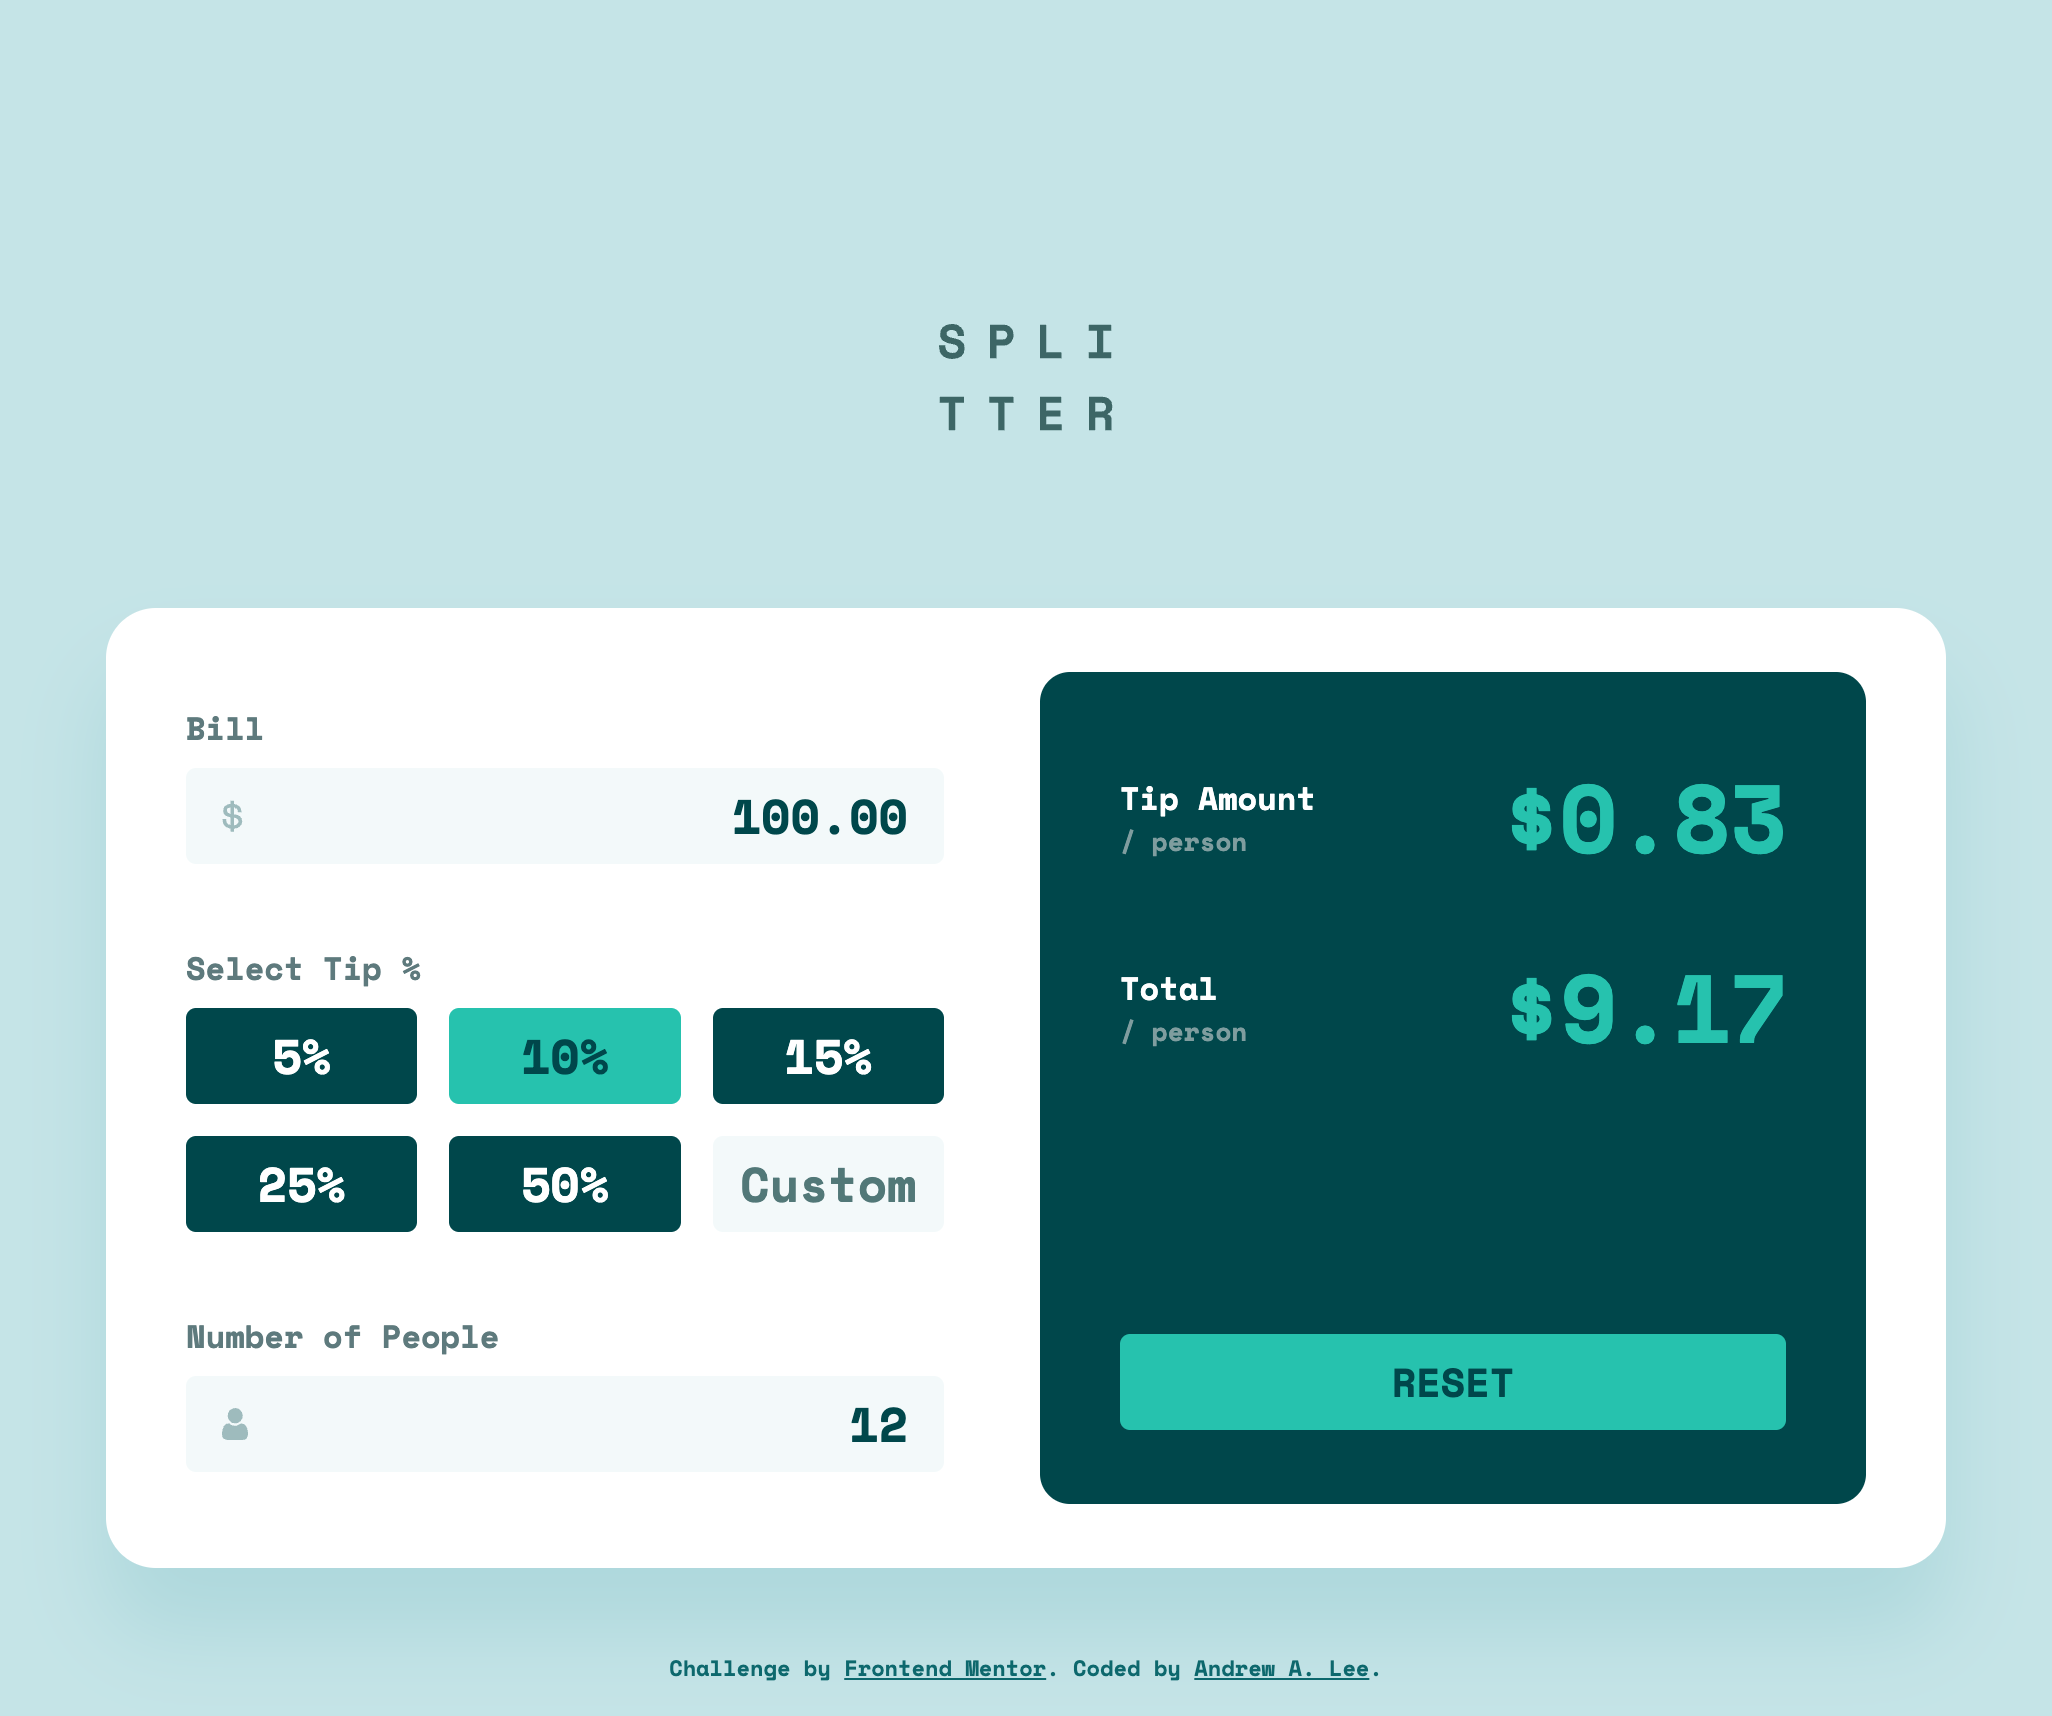 S P L I
T T E R
Bill
$ 100.00
Select Tip %
5% 10% 15%
25% 50% Custom
Number of People
12
Tip Amount
/ person
$0.83
Total
/ person
$9.17
RESET
Challenge by Frontend Mentor. Coded by Andrew A. Lee.